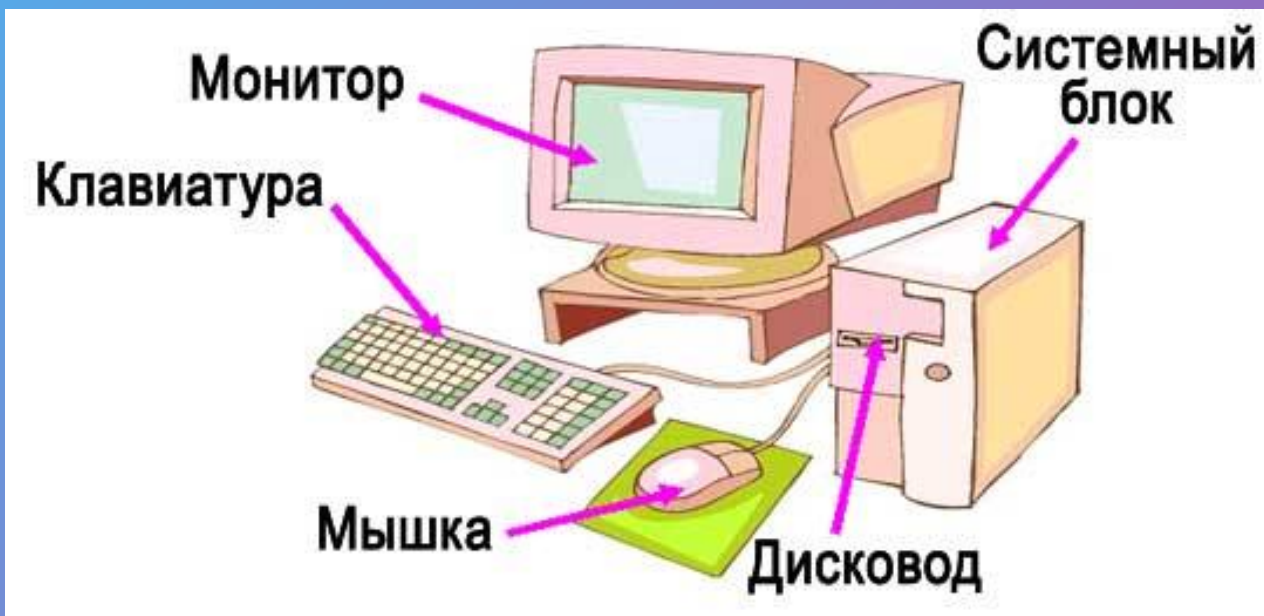 Монитор
Системный
блок
Клавиатура
Мышка
Дисковод